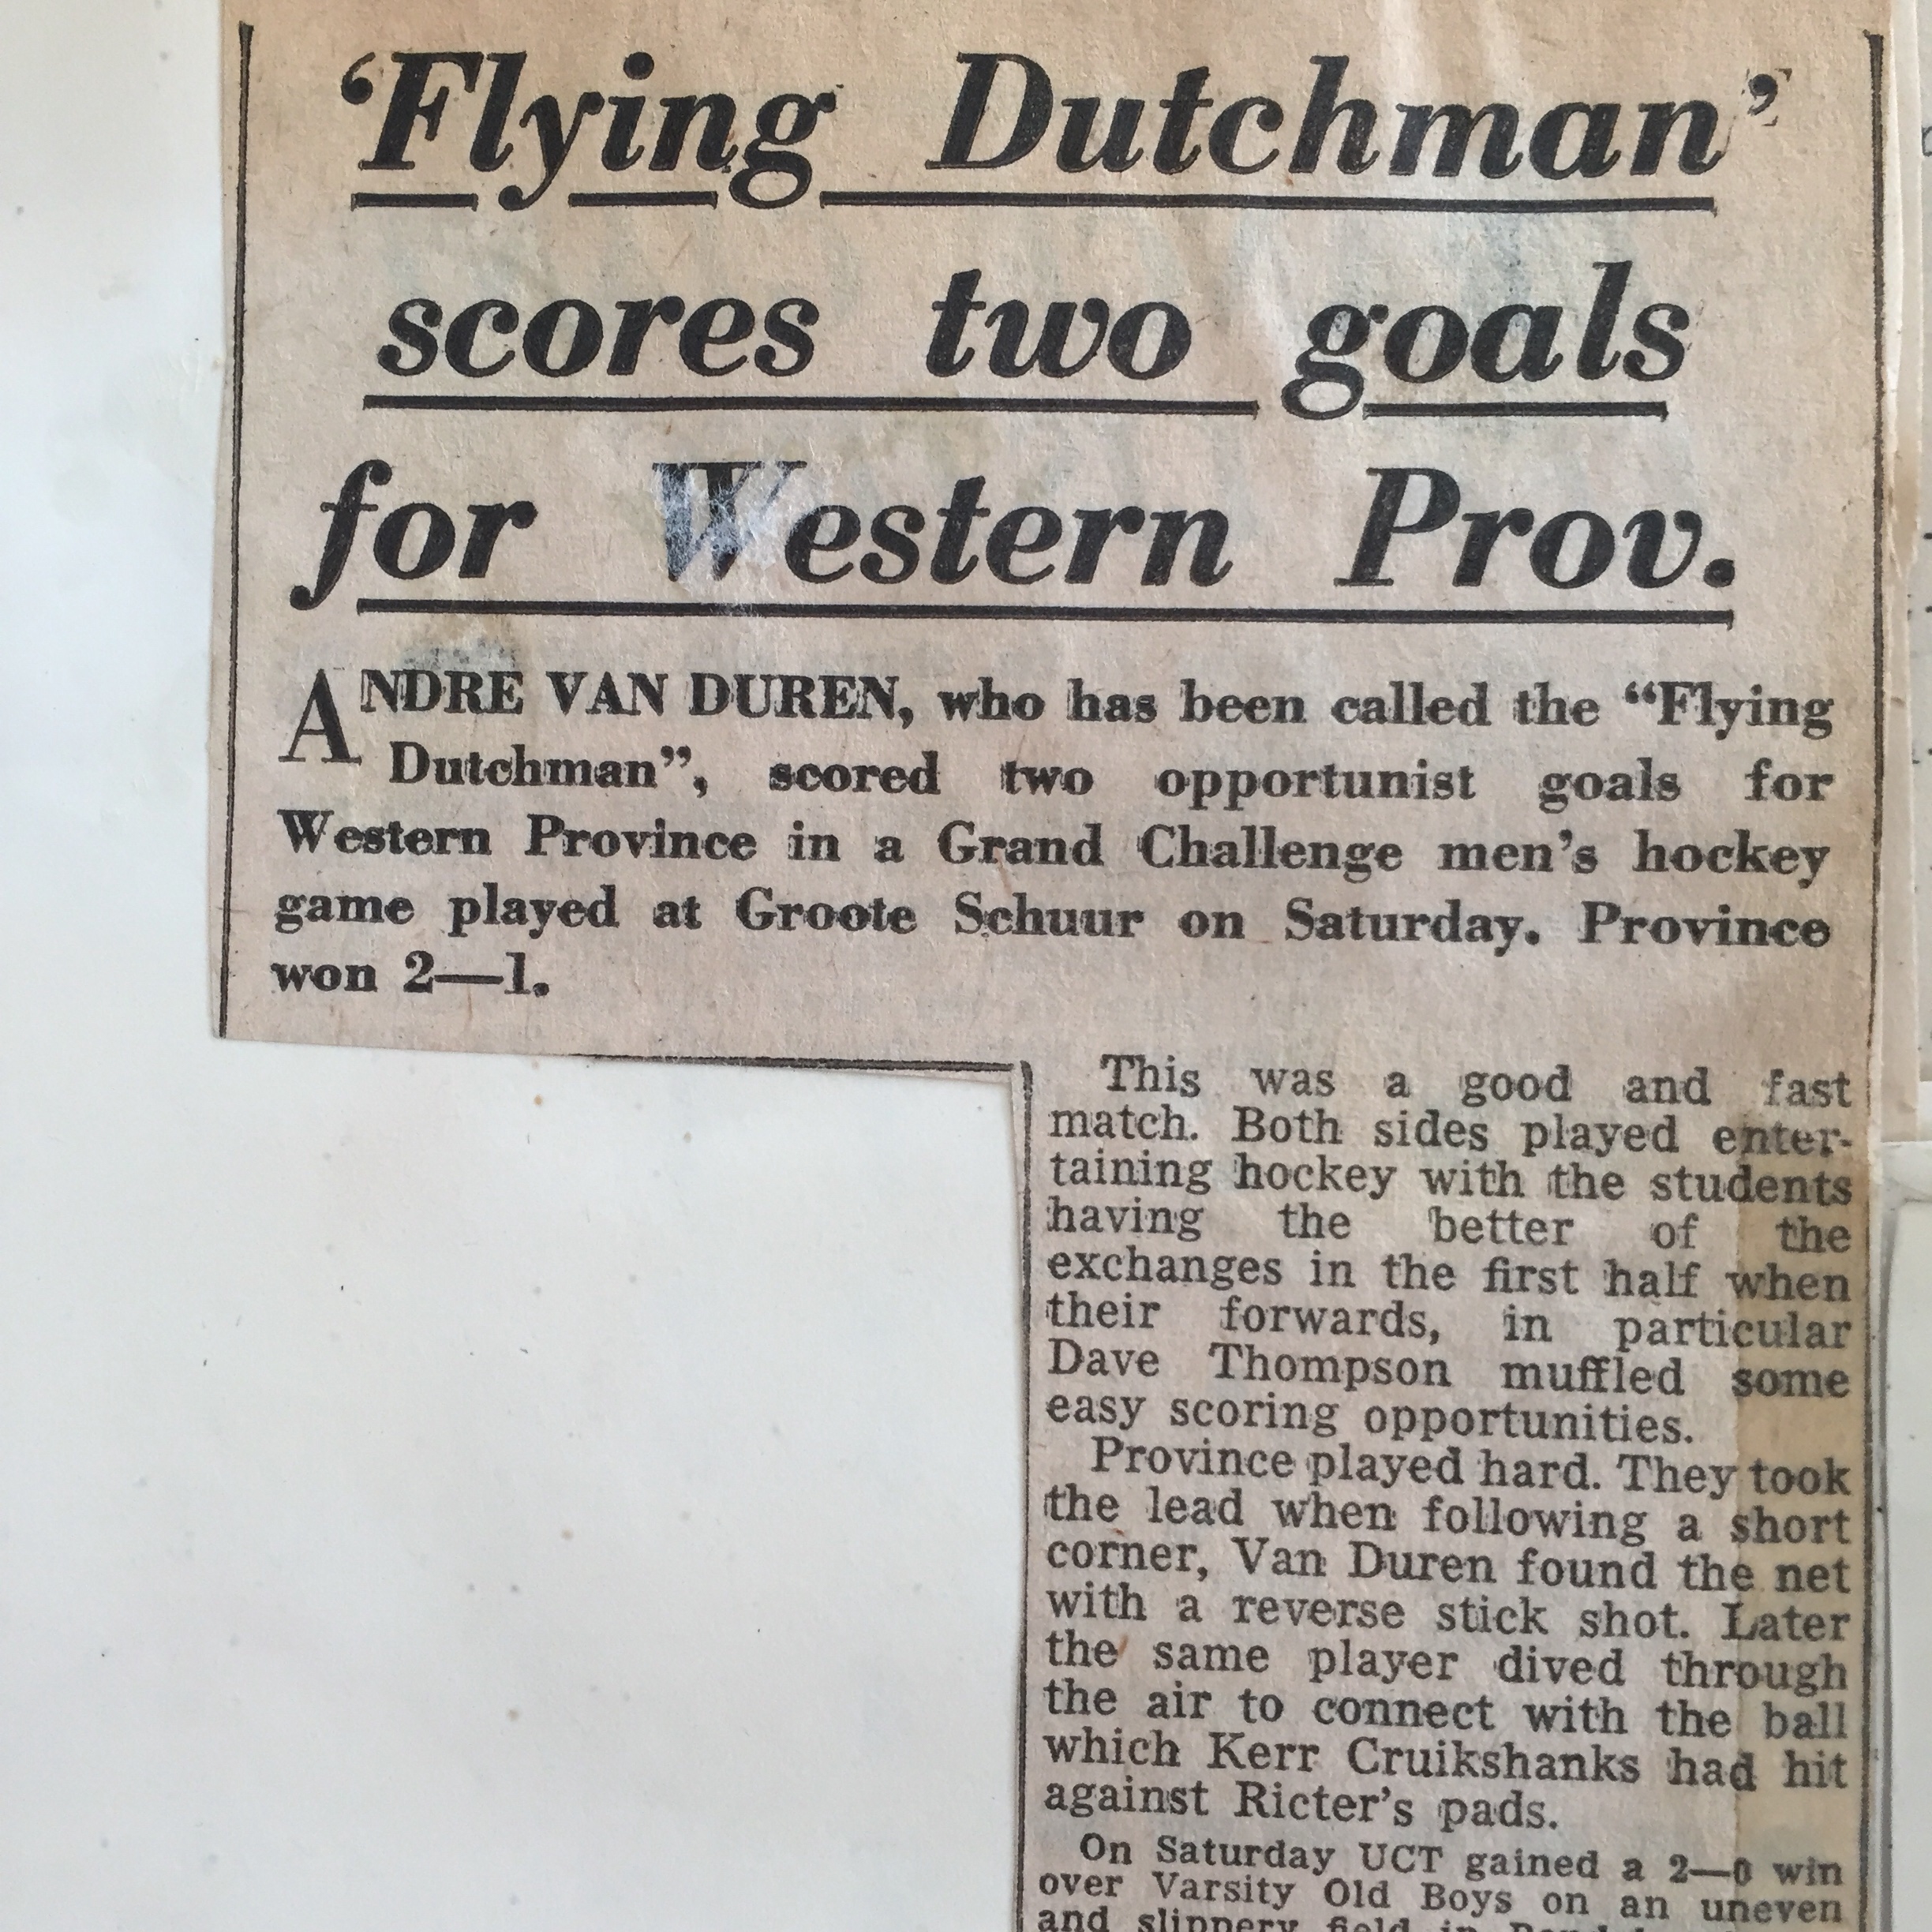 ‘Flying Dutchman’
scores two goals
for Western Prov.
ANDRE VAN DUREN, who has been called the “Flying
Dutchman”, scored two opportunist goals for
Western Province in a Grand Challenge men’s hockey
game played at Groote Schuur on Saturday. Province
won 2—1.
This was a good and fast
match. Both sides played enter-
taining hockey with the students
having the better of the
exchanges in the first half when
their forwards, in particular
Dave Thompson muffled some
easy scoring opportunities.
Province played hard. They took
the lead when following a short
corner, Van Duren found the net
with a reverse stick shot. Later
the same player dived through
the air to connect with the ball
which Kerr Cruikshanks had hit
against Ricter’s pads.
On Saturday UCT gained a 2—0 win
over Varsity Old Boys on an uneven
and slippery field in